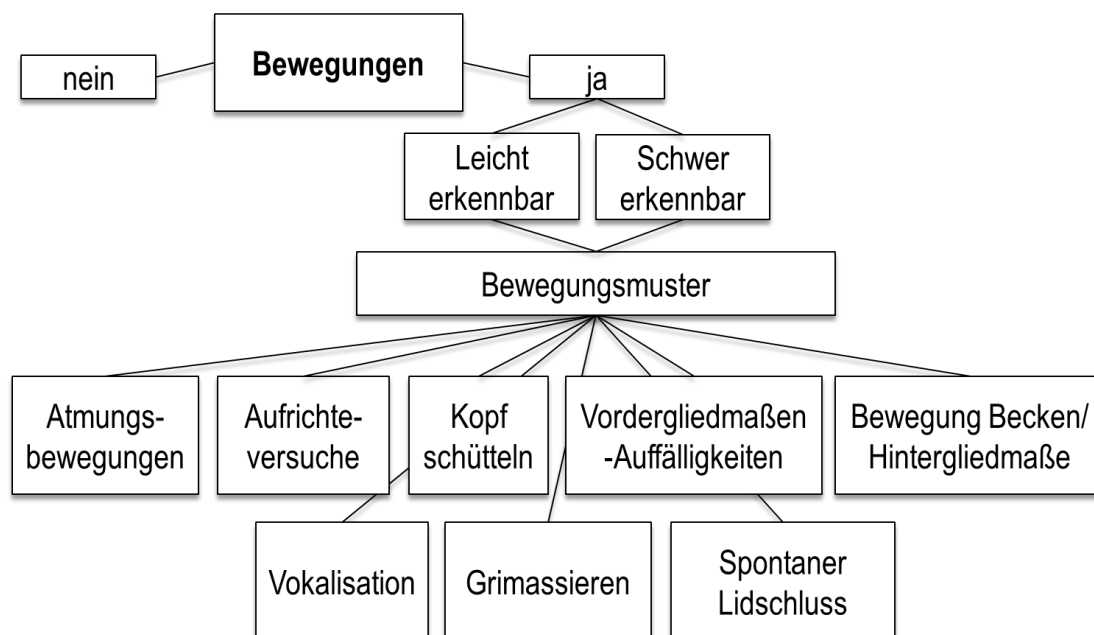 Bewegungen
nein
ja
Leicht
erkennbar
Schwer
erkennbar
Bewegungsmuster
Atmungs-
bewegungen
Aufrichte-
versuche
Kopf
schütteln
Vordergliedmaßen
-Auffälligkeiten
Bewegung Becken/
Hintergliedmaße
Vokalisation
Grimassieren
Spontaner
Lidschluss